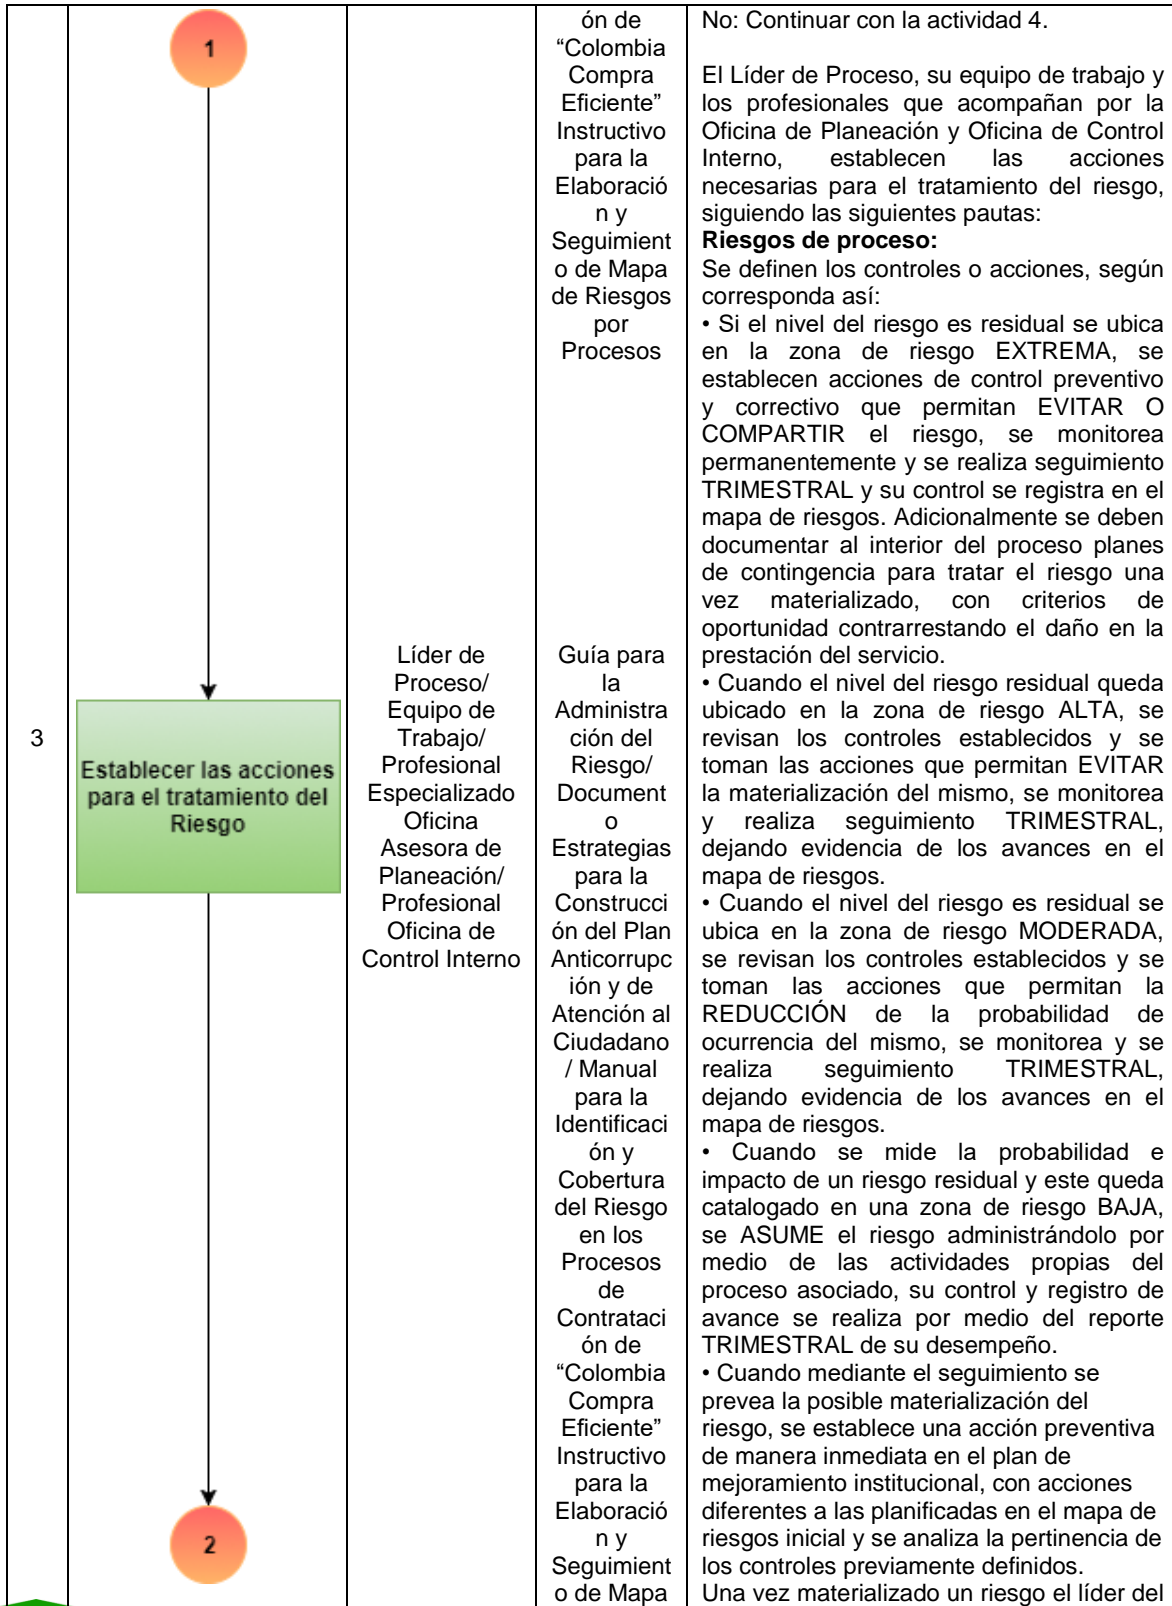 1
ón de
“Colombia
Compra
Eficiente”
Instructivo
para la
Elaboració
n y
Seguimient
o de Mapa
de Riesgos
por
Procesos
No: Continuar con la actividad 4.
El Líder de Proceso, su equipo de trabajo y
los profesionales que acompañan por la
Oficina de Planeación y Oficina de Control
Interno, establecen las acciones
necesarias para el tratamiento del riesgo,
siguiendo las siguientes pautas:
Riesgos de proceso:
Se definen los controles o acciones, según
corresponda así:
• Si el nivel del riesgo es residual se ubica
en la zona de riesgo EXTREMA, se
establecen acciones de control preventivo
y correctivo que permitan EVITAR O
COMPARTIR el riesgo, se monitorea
permanentemente y se realiza seguimiento
TRIMESTRAL y su control se registra en el
mapa de riesgos. Adicionalmente se deben
documentar al interior del proceso planes
de contingencia para tratar el riesgo una
vez materializado, con criterios de
oportunidad contrarrestando el daño en la
prestación del servicio.
3
Establecer las acciones
para el tratamiento del
Riesgo
Líder de
Proceso/
Equipo de
Trabajo/
Profesional
Especializado
Oficina
Asesora de
Planeación/
Profesional
Oficina de
Control Interno
Guía para
la
Administra
ción del
Riesgo/
Document
o
Estrategias
para la
Construcci
ón del Plan
Anticorrupc
ión y de
Atención al
Ciudadano
/ Manual
para la
Identificaci
ón y
Cobertura
del Riesgo
en los
Procesos
de
Contrataci
ón de
“Colombia
Compra
Eficiente”
Instructivo
para la
Elaboració
n y
Seguimient
o de Mapa
• Cuando el nivel del riesgo residual queda
ubicado en la zona de riesgo ALTA, se
revisan los controles establecidos y se
toman las acciones que permitan EVITAR
la materialización del mismo, se monitorea
y realiza seguimiento TRIMESTRAL,
dejando evidencia de los avances en el
mapa de riesgos.
• Cuando el nivel del riesgo es residual se
ubica en la zona de riesgo MODERADA,
se revisan los controles establecidos y se
toman las acciones que permitan la
REDUCCIÓN de la probabilidad de
ocurrencia del mismo, se monitorea y se
realiza seguimiento TRIMESTRAL,
dejando evidencia de los avances en el
mapa de riesgos.
• Cuando se mide la probabilidad e
impacto de un riesgo residual y este queda
catalogado en una zona de riesgo BAJA,
se ASUME el riesgo administrándolo por
medio de las actividades propias del
proceso asociado, su control y registro de
avance se realiza por medio del reporte
TRIMESTRAL de su desempeño.
• Cuando mediante el seguimiento se
prevea la posible materialización del
riesgo, se establece una acción preventiva
de manera inmediata en el plan de
mejoramiento institucional, con acciones
diferentes a las planificadas en el mapa de
riesgos inicial y se analiza la pertinencia de
los controles previamente definidos.
Una vez materializado un riesgo el líder del
2